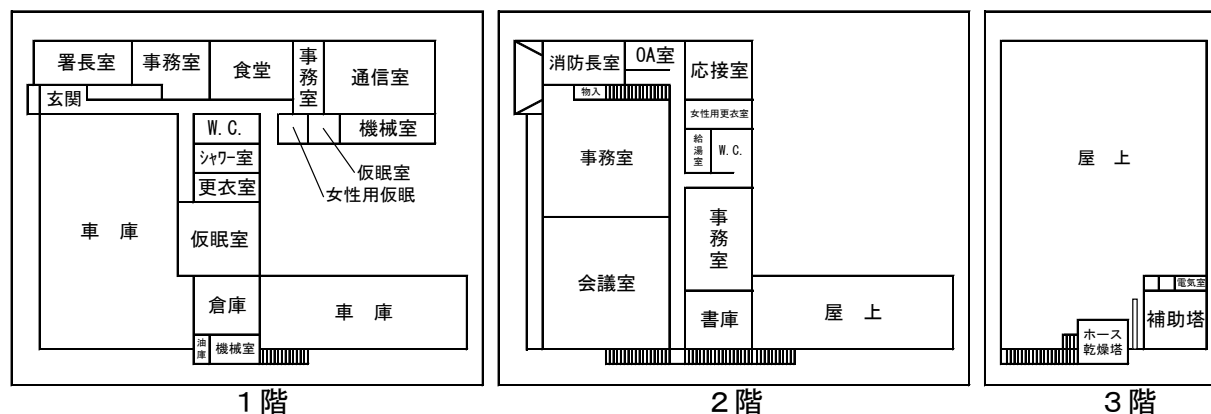 署長室
事務室
食堂
事務室
通信室
玄関
W.C.
機械室
シャワー室
仮眠室
更衣室
女性用仮眠
車 庫
仮眠室
倉庫
車 庫
油庫
機械室
1階
消防長室
OA室
応接室
物入
女性用更衣室
給湯室
W.C.
事務室
事務室
会議室
書庫
屋 上
2階
屋 上
電気室
補助塔
ホース
乾燥塔
3階